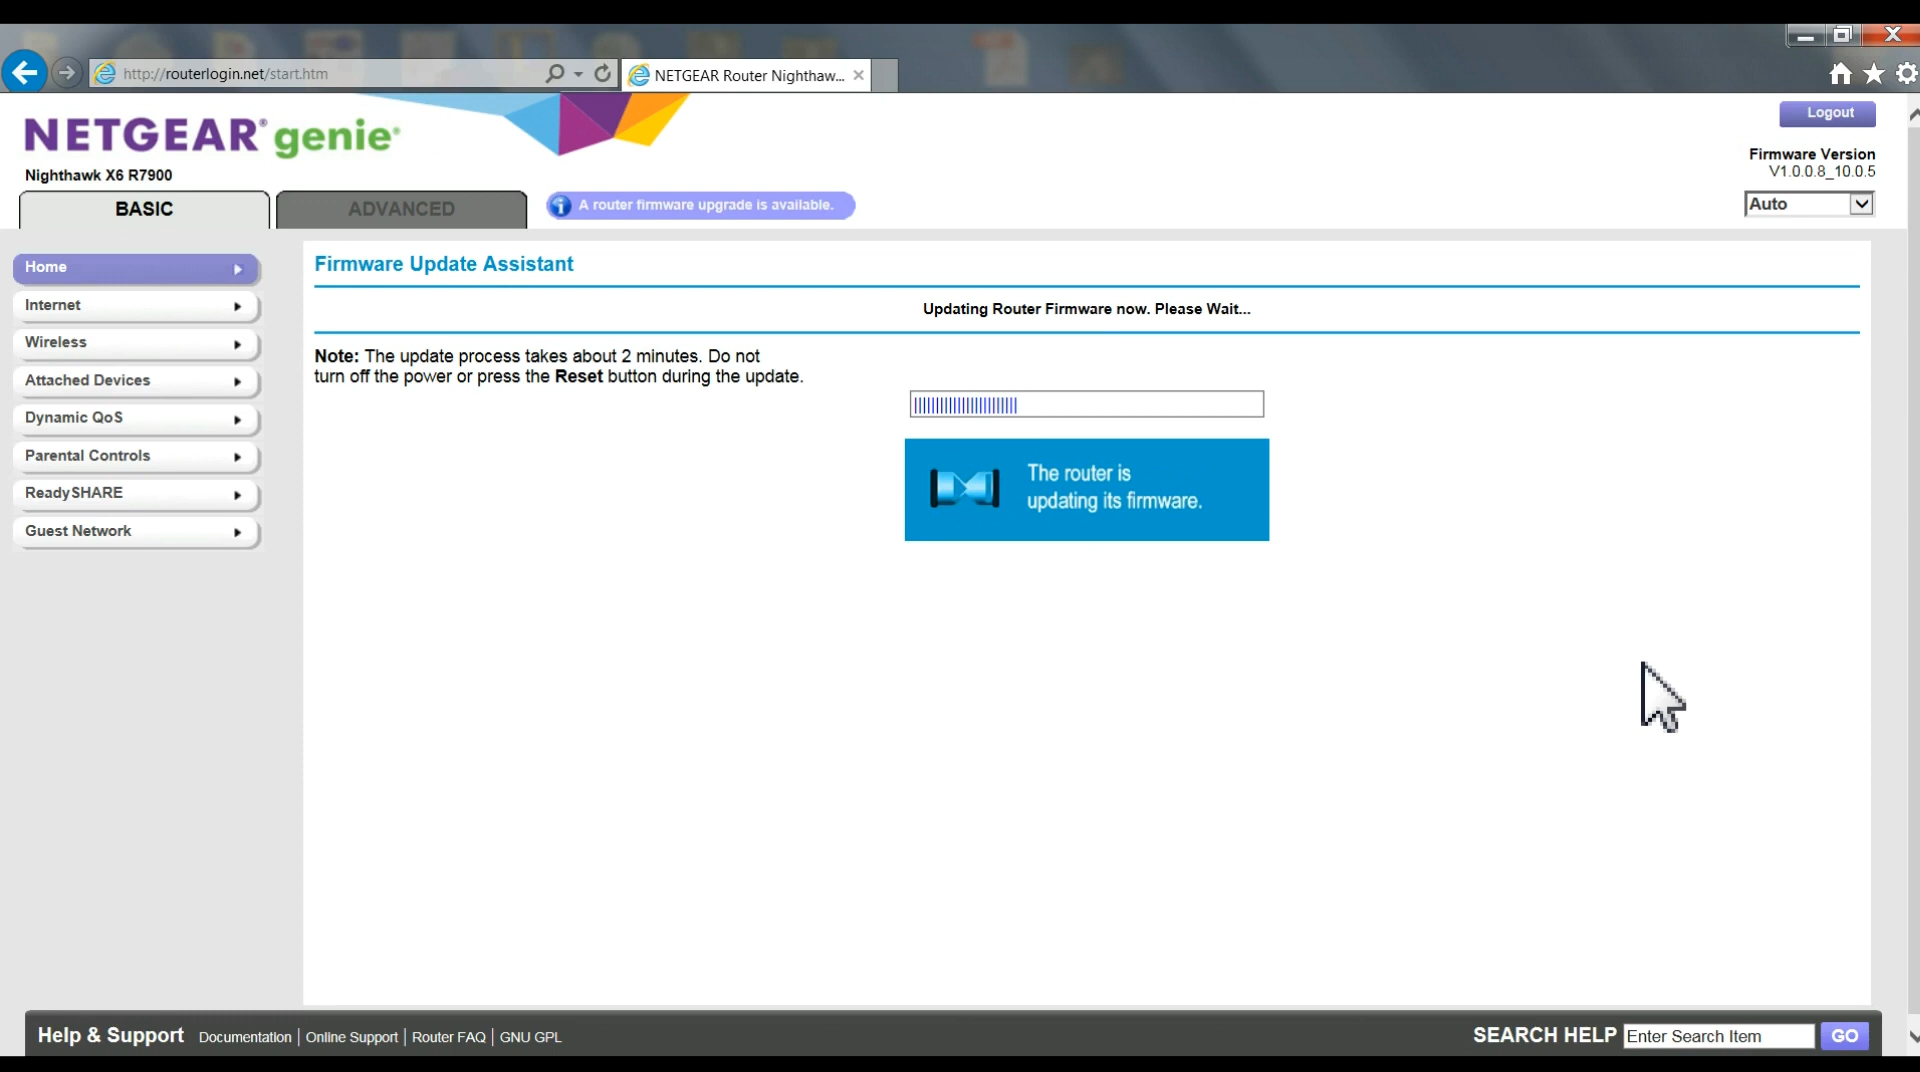 http://routerlogin.net/start.htm
NETGEAR Router Nighthaw...
NETGEAR® genie®
Logout
Nighthawk X6 R7900
Firmware Version
V1.0.0.8_10.0.5
BASIC
ADVANCED
A router firmware upgrade is available.
Auto
Home
Internet
Wireless
Attached Devices
Dynamic QoS
Parental Controls
ReadySHARE
Guest Network
Firmware Update Assistant
Updating Router Firmware now. Please Wait...
Note: The update process takes about 2 minutes. Do not
turn off the power or press the Reset button during the update.
The router is
updating its firmware.
Help & Support Documentation | Online Support | Router FAQ | GNU GPL
SEARCH HELP Enter Search Item GO